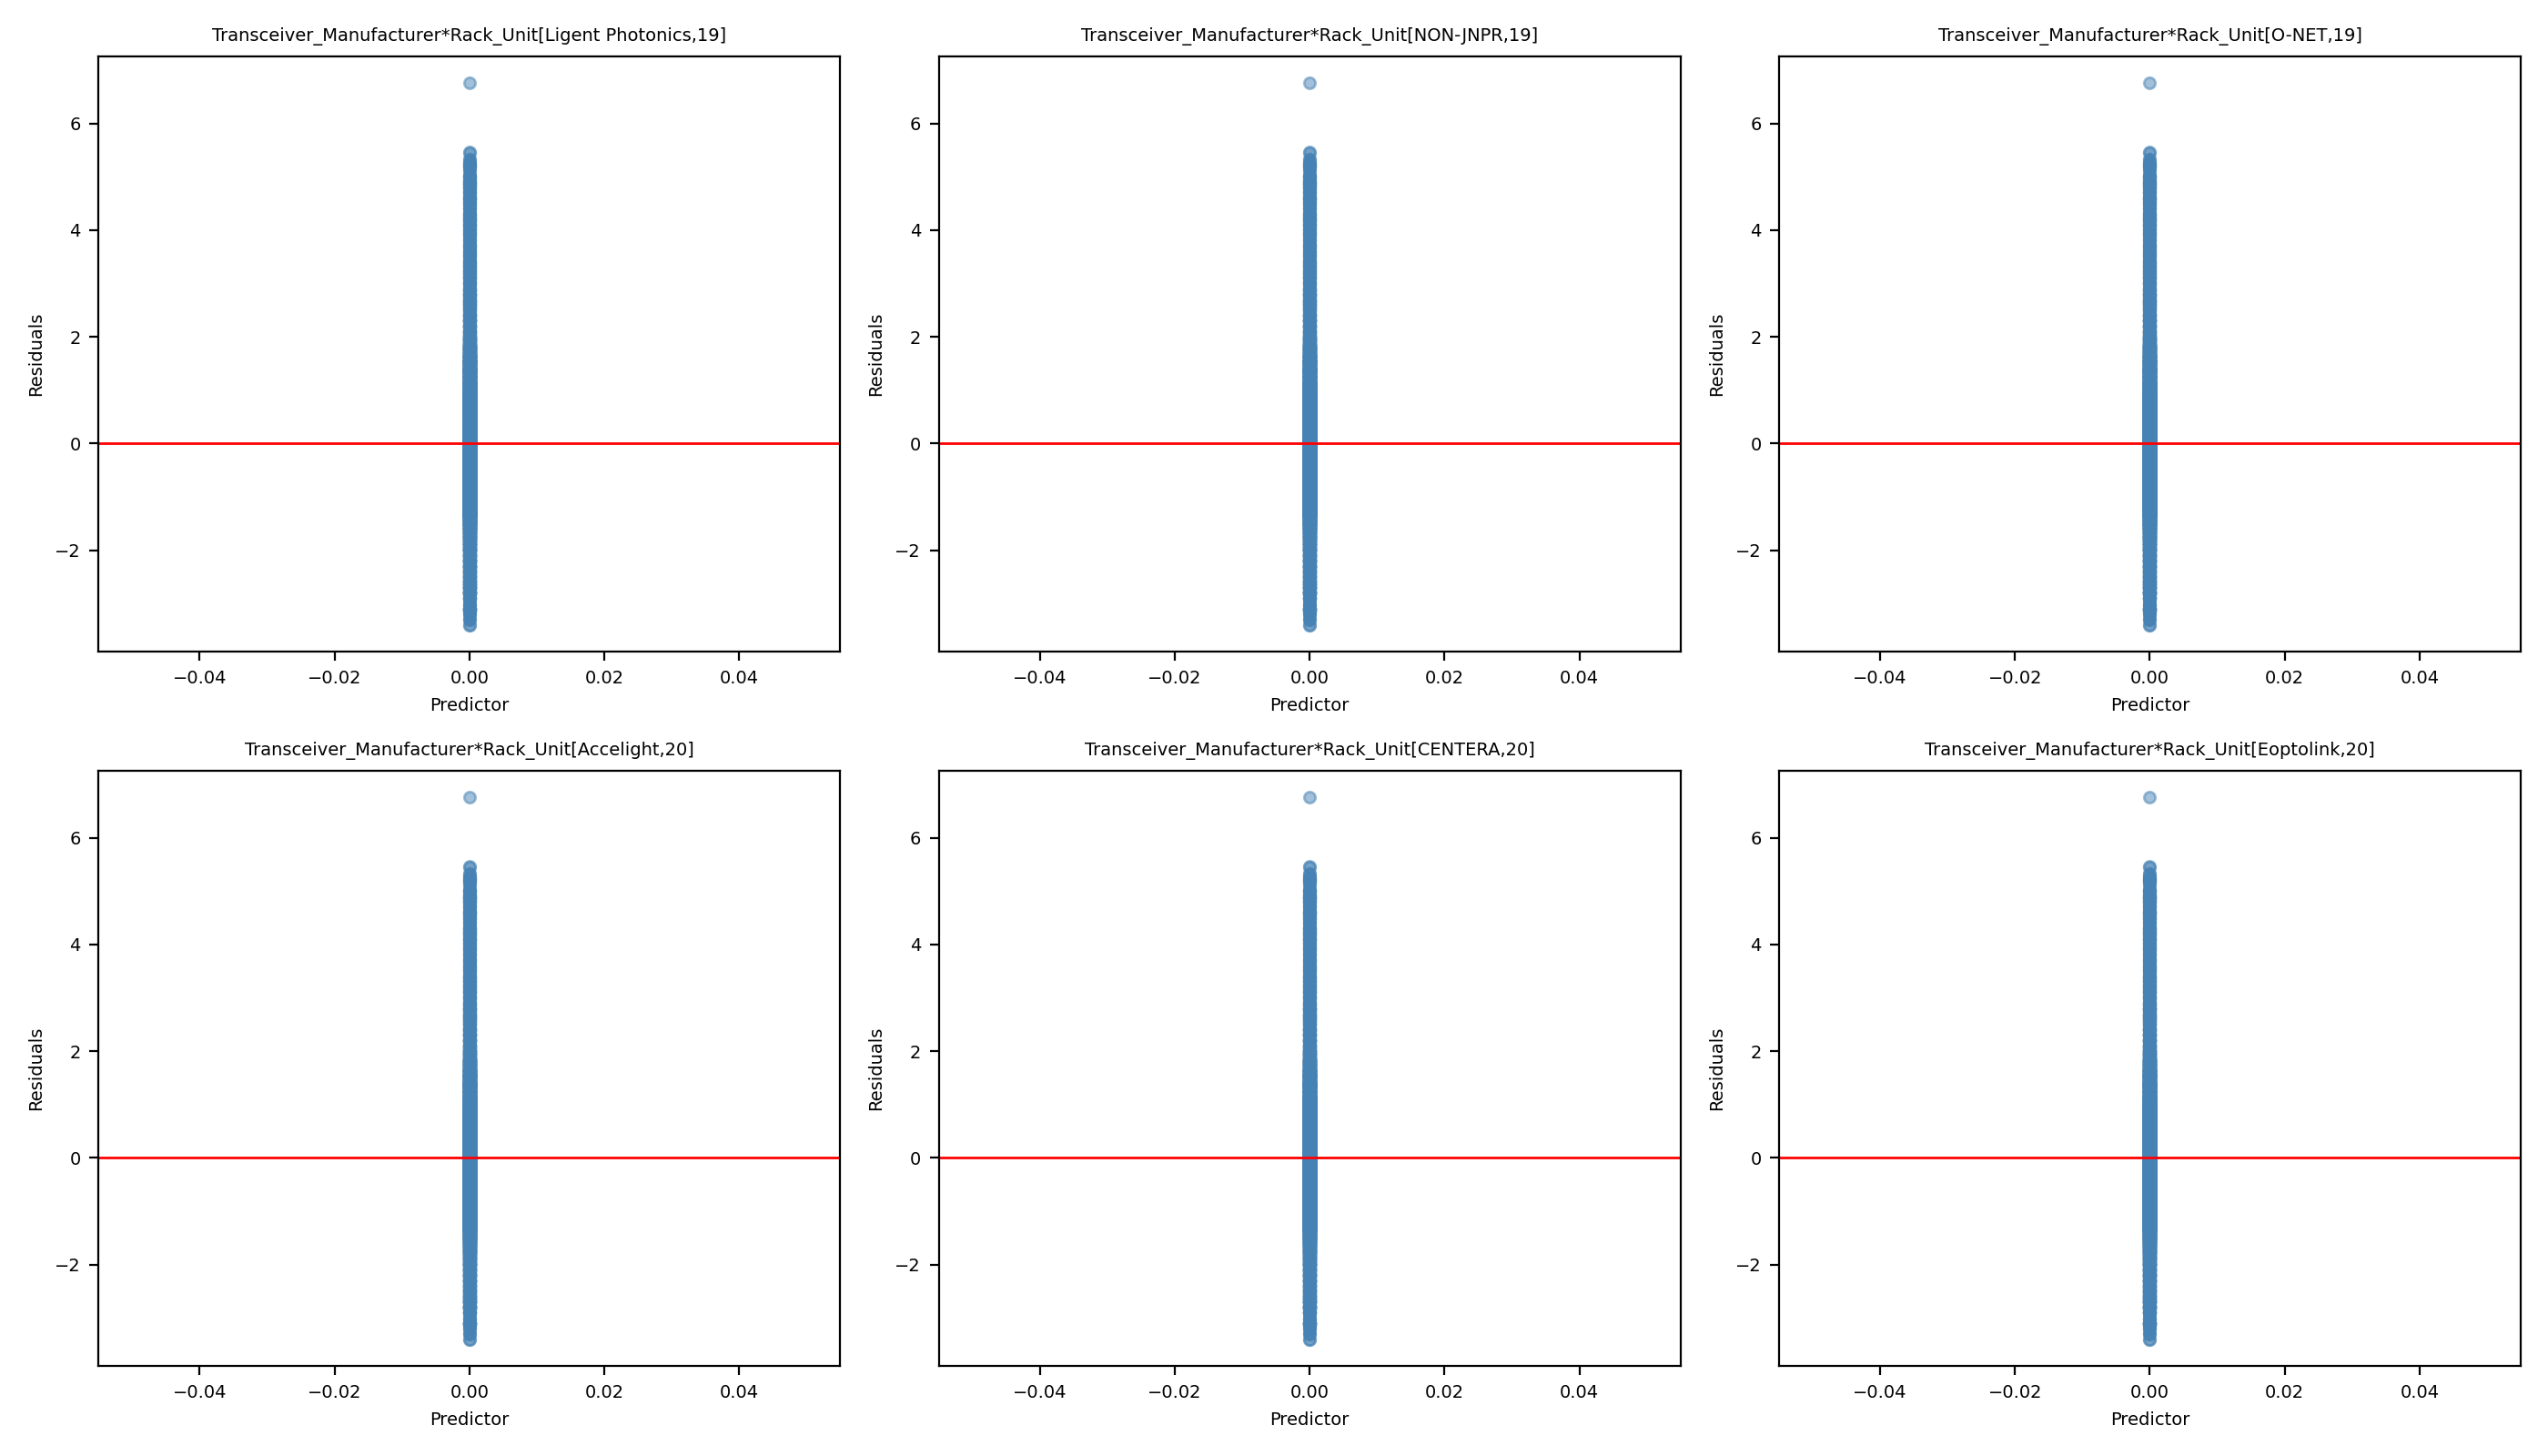 Transceiver_Manufacturer*Rack_Unit[Ligent Photonics,19]
6
4
2
0
−2
Residuals
−0.04 −0.02 0.00 0.02 0.04
Predictor
Transceiver_Manufacturer*Rack_Unit[NON-JNPR,19]
6
4
2
0
−2
Residuals
−0.04 −0.02 0.00 0.02 0.04
Predictor
Transceiver_Manufacturer*Rack_Unit[O-NET,19]
6
4
2
0
−2
Residuals
−0.04 −0.02 0.00 0.02 0.04
Predictor
Transceiver_Manufacturer*Rack_Unit[Accelight,20]
6
4
2
0
−2
Residuals
−0.04 −0.02 0.00 0.02 0.04
Predictor
Transceiver_Manufacturer*Rack_Unit[CENTERA,20]
6
4
2
0
−2
Residuals
−0.04 −0.02 0.00 0.02 0.04
Predictor
Transceiver_Manufacturer*Rack_Unit[Eoptolink,20]
6
4
2
0
−2
Residuals
−0.04 −0.02 0.00 0.02 0.04
Predictor